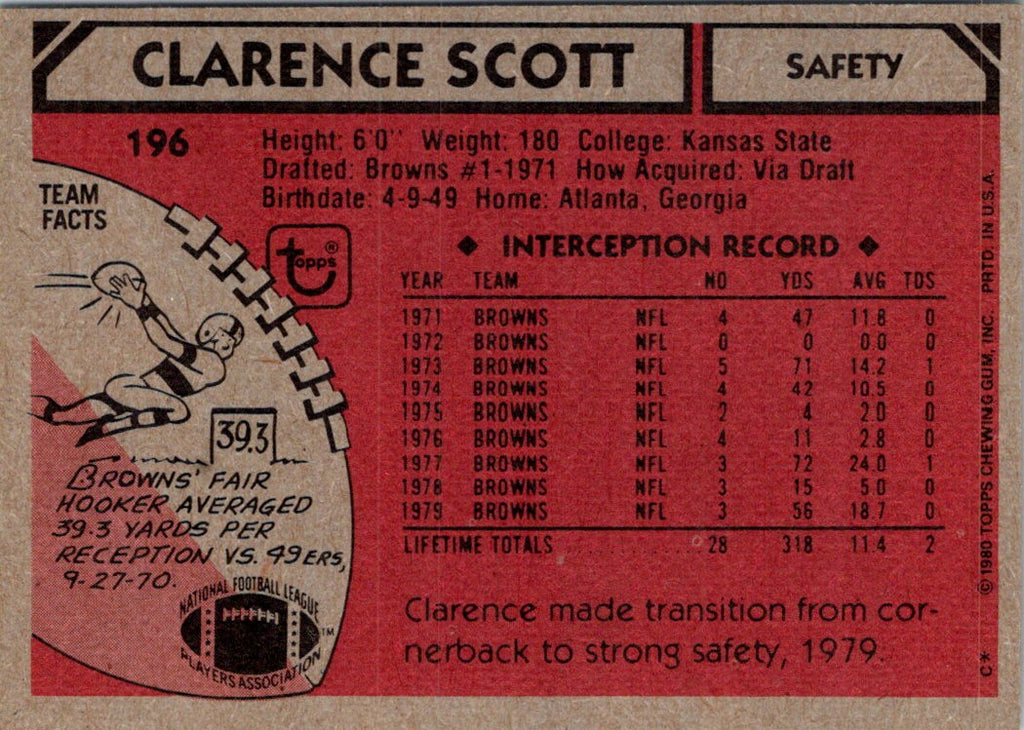 CLARENCE SCOTT
SAFETY
196
Height: 6'0" Weight: 180 College: Kansas State
Drafted: Browns #1-1971 How Acquired: Via Draft
Birthdate: 4-9-49 Home: Atlanta, Georgia
TEAM
FACTS
topps®
◆ INTERCEPTION RECORD ◆
YEAR TEAM NO YDS AVG TDS
1971 BROWNS NFL 4 47 11.8 0
1972 BROWNS NFL 0 0 0.0 0
1973 BROWNS NFL 5 71 14.2 1
1974 BROWNS NFL 4 42 10.5 0
1975 BROWNS NFL 2 4 2.0 0
1976 BROWNS NFL 4 11 2.8 0
1977 BROWNS NFL 3 72 24.0 1
1978 BROWNS NFL 3 15 5.0 0
1979 BROWNS NFL 3 56 18.7 0
LIFETIME TOTALS 28 318 11.4 2
39.3
BROWNS' FAIR
HOOKER AVERAGED
39.3 YARDS PER
RECEPTION VS. 49ERS,
9-27-70.
NATIONAL FOOTBALL LEAGUE
PLAYERS ASSOCIATION
TM
Clarence made transition from cor-
nerback to strong safety, 1979.
C* © 1980 TOPPS CHEWING GUM, INC. PRTD. IN U.S.A.